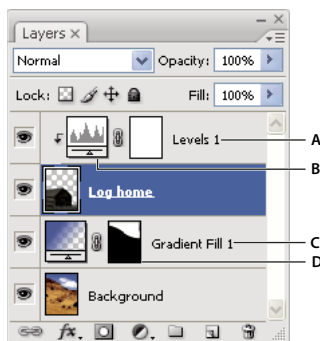 Layers ×
Normal Opacity: 100%
Lock: Fill: 100%
Levels 1 A
B
Log home
Gradient Fill 1 C
D
Background
fx.